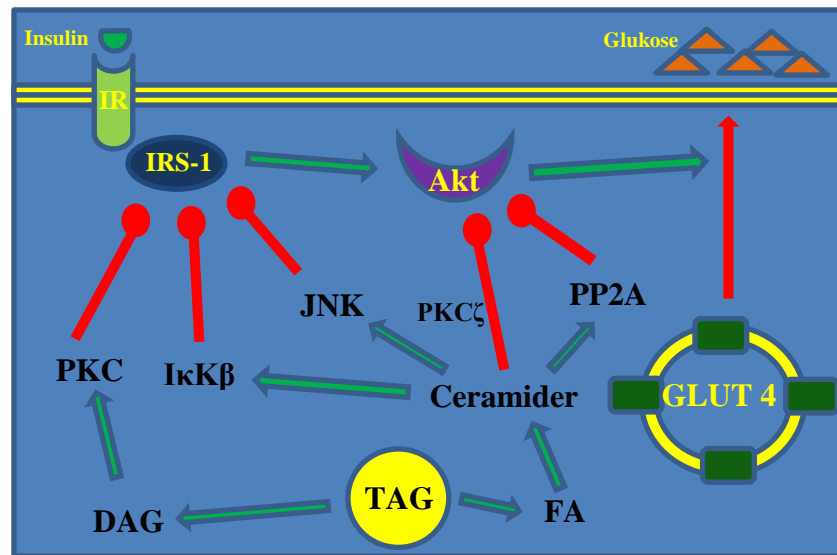 Insulin
Glukose
IR
IRS-1
Akt
JNK
PKCζ
PP2A
PKC
IκKβ
Ceramider
GLUT 4
TAG
DAG
FA